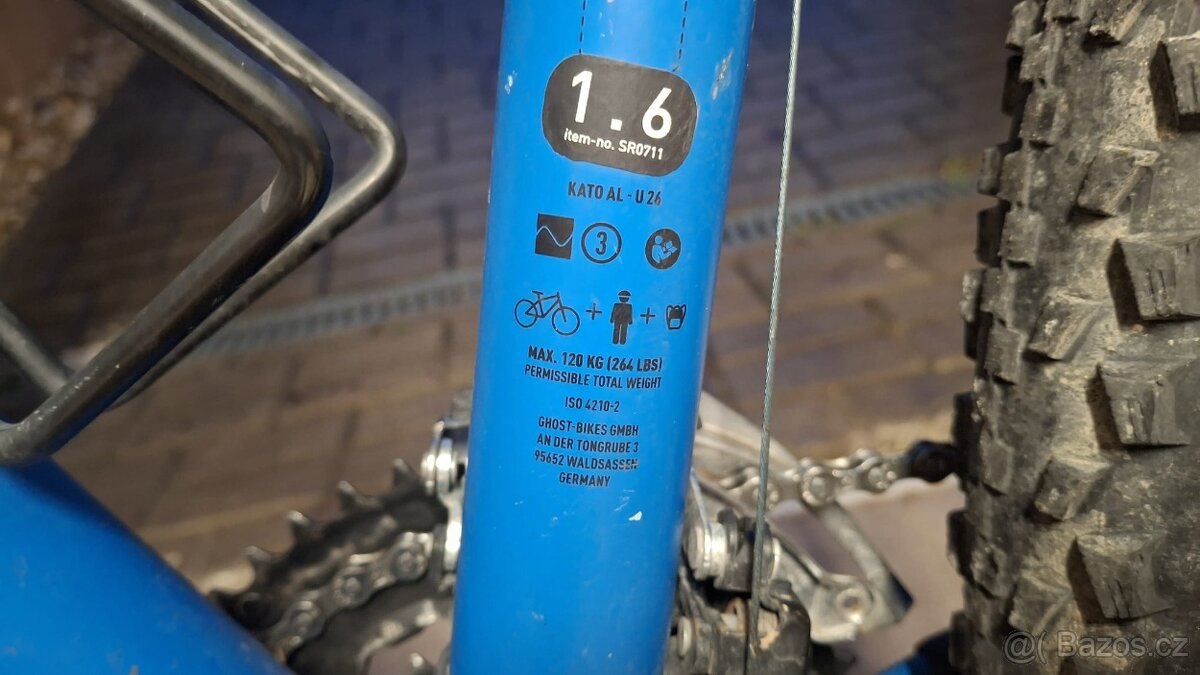 1.6
item-no. SR0711
KATO AL - U 26
3
+ +
MAX. 120 KG (264 LBS)
PERMISSIBLE TOTAL WEIGHT
ISO 4210-2
GHOST-BIKES GMBH
AN DER TONGRUBE 3
95652 WALDSASSEN
GERMANY
Bazos.cz